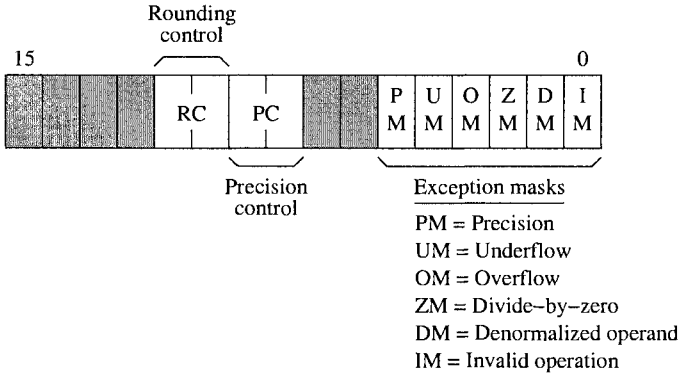 Rounding
control
15
0
RC
PC
P
M
U
M
O
M
Z
M
D
M
I
M
Precision
control
Exception masks
PM = Precision
UM = Underflow
OM = Overflow
ZM = Divide–by–zero
DM = Denormalized operand
IM = Invalid operation